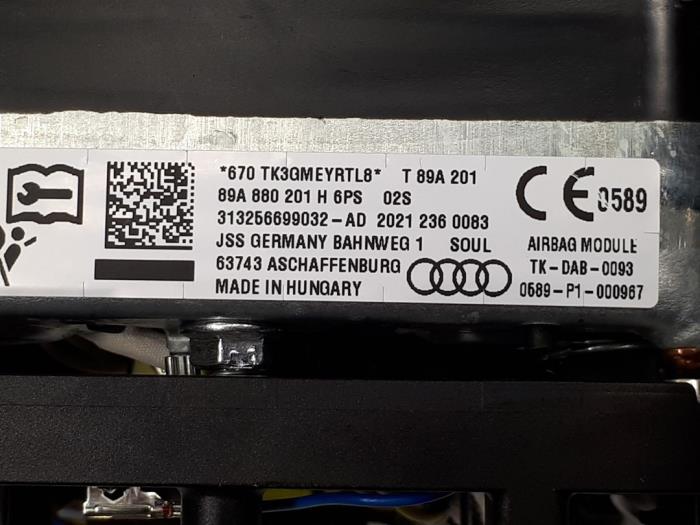 *670 TK3GMEYRTL8* T 89A 201
89A 880 201 H 6PS 02S
313256699032-AD 2021 236 0083
JSS GERMANY BAHNWEG 1 SOUL
63743 ASCHAFFENBURG
MADE IN HUNGARY
CE 0589
AIRBAG MODULE
TK-DAB-0093
0589-P1-000967